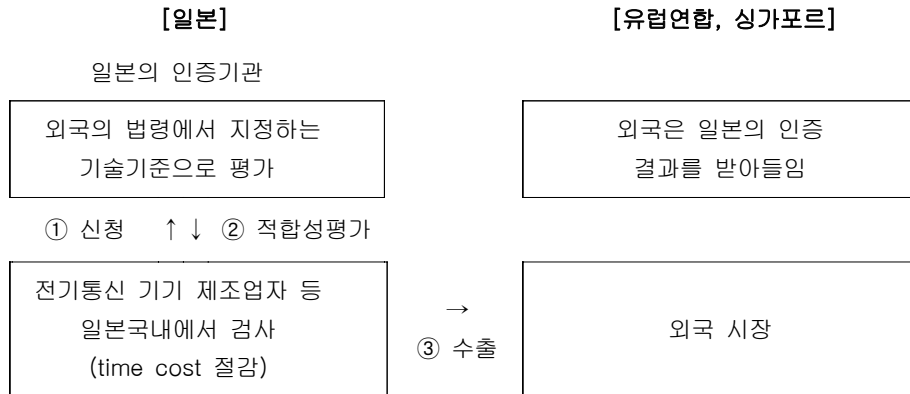 [일본]
[유럽연합, 싱가포르]
일본의 인증기관
외국의 법령에서 지정하는
기술기준으로 평가
외국은 일본의 인증
결과를 받아들임
① 신청 ↑↓ ② 적합성평가
전기통신 기기 제조업자 등
일본국내에서 검사
(time cost 절감)
→
③ 수출
외국 시장